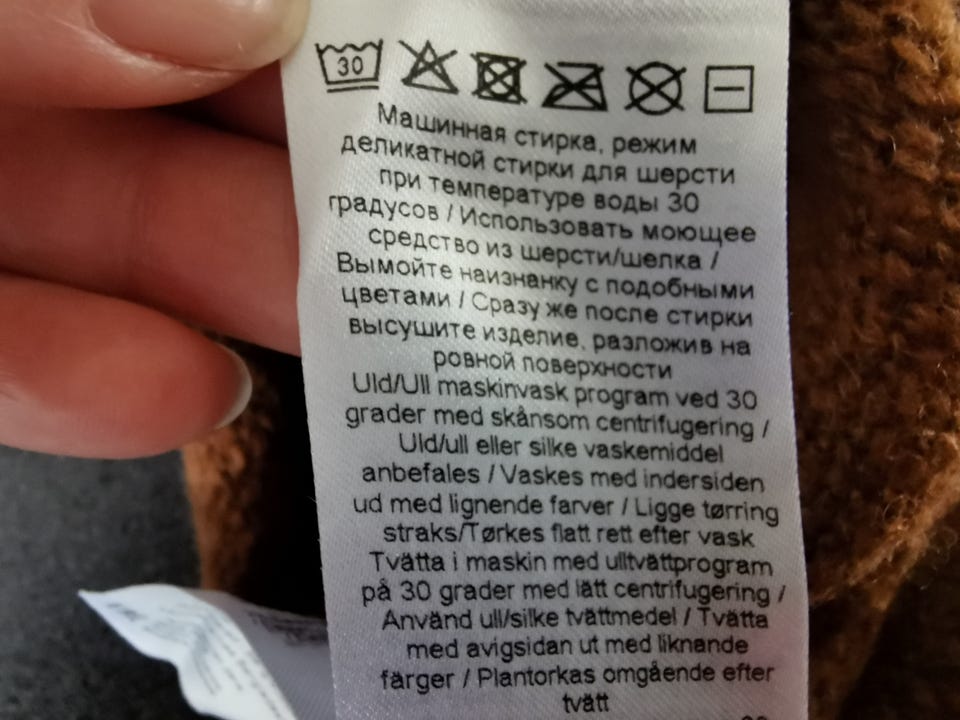 30
Машинная стирка, режим
деликатной стирки для шерсти
при температуре воды 30
градусов / Использовать моющее
средство из шерсти/шелка /
Вымойте наизнанку с подобными
цветами / Сразу же после стирки
высушите изделие, разложив на
ровной поверхности
Uld/Ull maskinvask program ved 30
grader med skånsom centrifugering /
Uld/ull eller silke vaskemiddel
anbefales / Vaskes med indersiden
ud med lignende farver / Ligge tørring
straks/Tørkes flatt rett efter vask
Tvätta i maskin med ulltvättprogram
på 30 grader med lätt centrifugering /
Använd ull/silke tvättmedel / Tvätta
med avigsidan ut med liknande
färger / Plantorkas omgående efter
tvätt